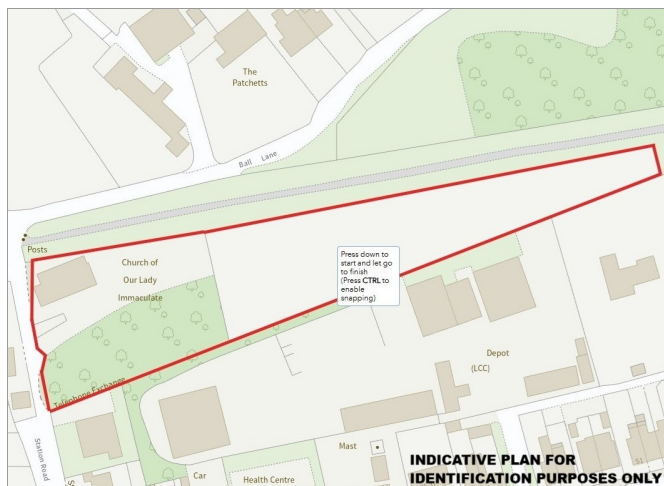 The
Patchetts
Ball Lane
Posts
Church of
Our Lady
Immaculate
Press down to
start and let go
to finish
(Press CTRL to
enable
snapping)
Depot
(LCC)
Telephone Exchange
Station Road
Mast
Car
Health Centre
51
INDICATIVE PLAN FOR
IDENTIFICATION PURPOSES ONLY